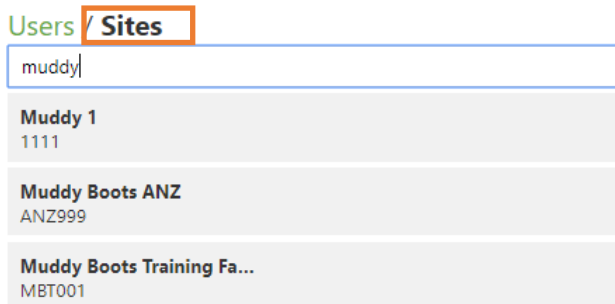 Users / Sites
muddy
Muddy 1
1111
Muddy Boots ANZ
ANZ999
Muddy Boots Training Fa...
MBT001